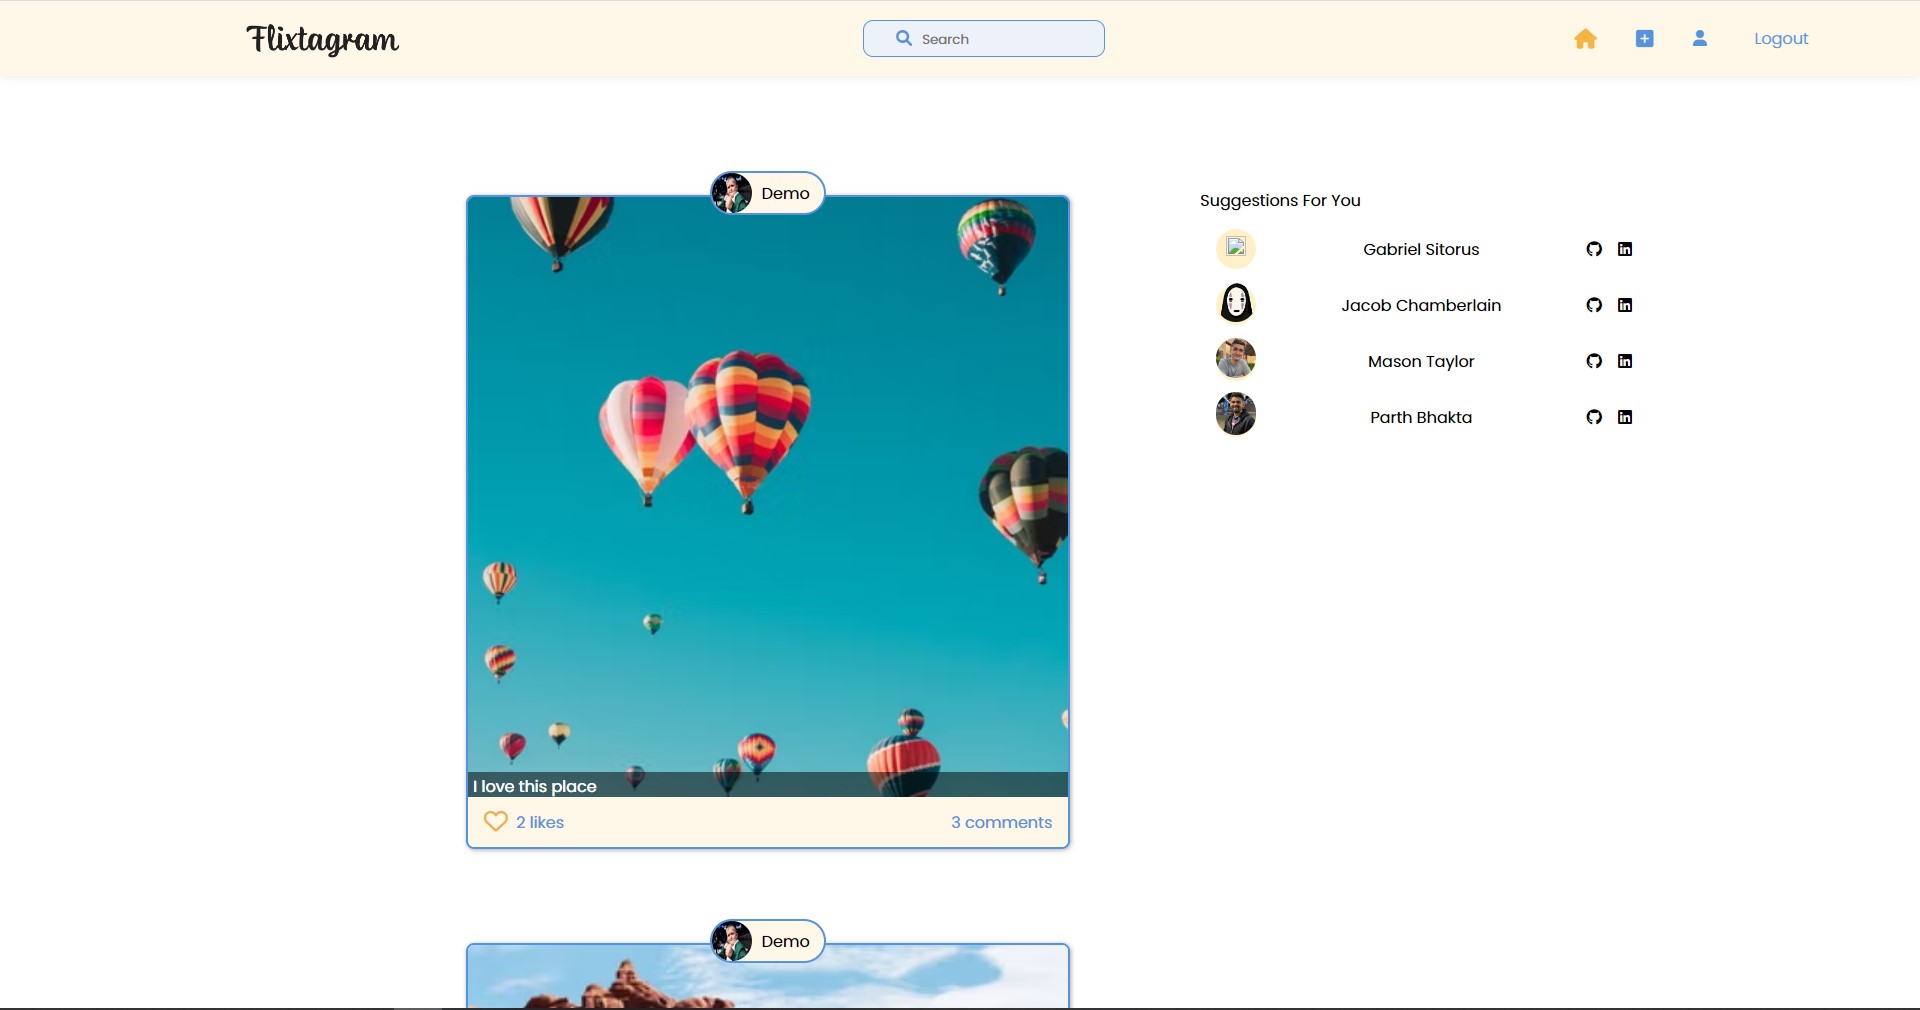 Flixtagram
Search
Logout
Demo
I love this place
2 likes
3 comments
Demo
Suggestions For You
Gabriel Sitorus
Jacob Chamberlain
Mason Taylor
Parth Bhakta